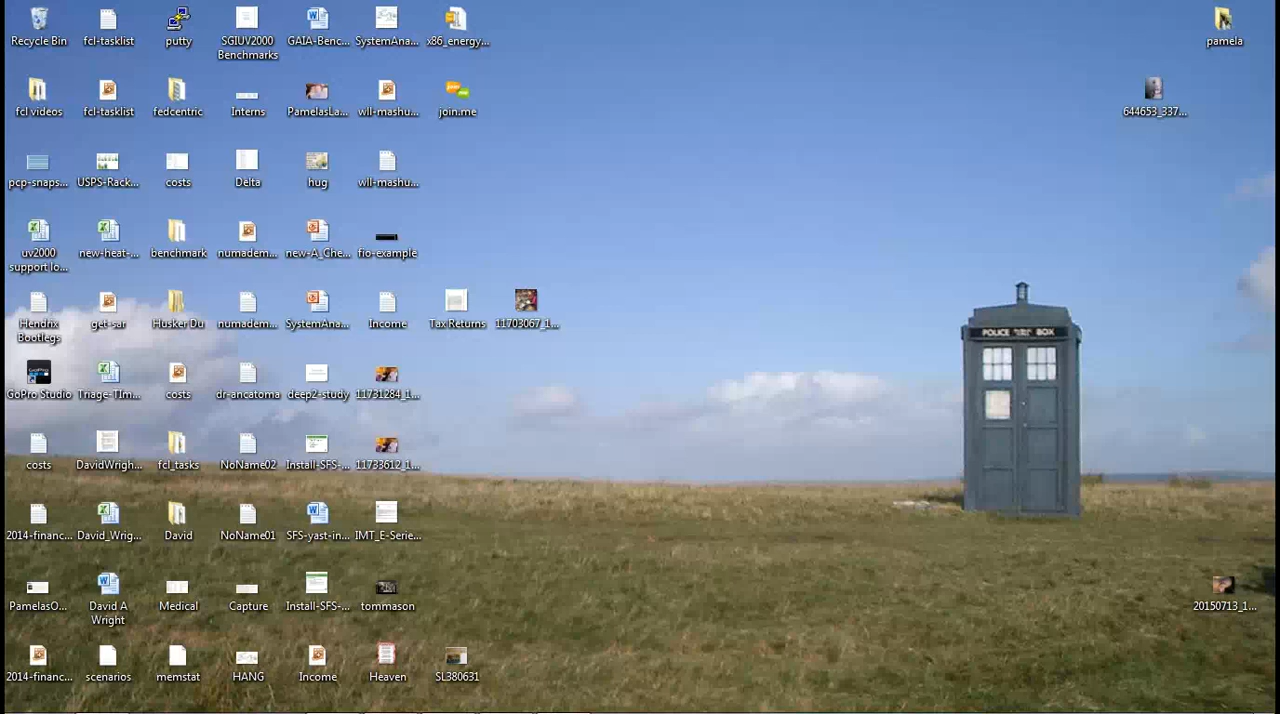 Recycle Bin
fcl-tasklist
putty
SGIUV2000
Benchmarks
GAIA-Benc...
SystemAna...
x86_energy...
pamela
fcl videos
fcl-tasklist
fedcentric
Interns
PamelasLa...
wll-mashu...
join.me
644653_337...
pcp-snaps...
USPS-Rack...
costs
Delta
hug
wll-mashu...
uv2000
support lo...
new-heat-...
benchmark
numadem...
new-A_Che...
fio-example
Hendrix
Bootlegs
get-sar
Husker Du
numadem...
SystemAna...
Income
Tax Returns
11703067_1...
POLICE BOX
GoPro Studio
Triage-TIm...
costs
dr-ancatoma
deep2-study
11731284_1...
costs
DavidWrigh...
fcl_tasks
NoName02
Install-SFS-...
11733612_1...
2014-financ...
David_Wrig...
David
NoName01
SFS-yast-in...
IMT_E-Serie...
PamelasO...
David A
Wright
Medical
Capture
Install-SFS-...
tommason
20150713_1...
2014-financ...
scenarios
memstat
HANG
Income
Heaven
SL380631